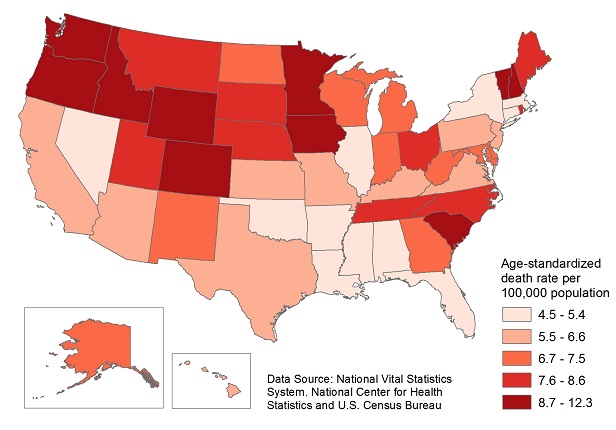 Age-standardized
death rate per
100,000 population
4.5 - 5.4
5.5 - 6.6
6.7 - 7.5
7.6 - 8.6
8.7 - 12.3
Data Source: National Vital Statistics
System. National Center for Health
Statistics and U.S. Census Bureau